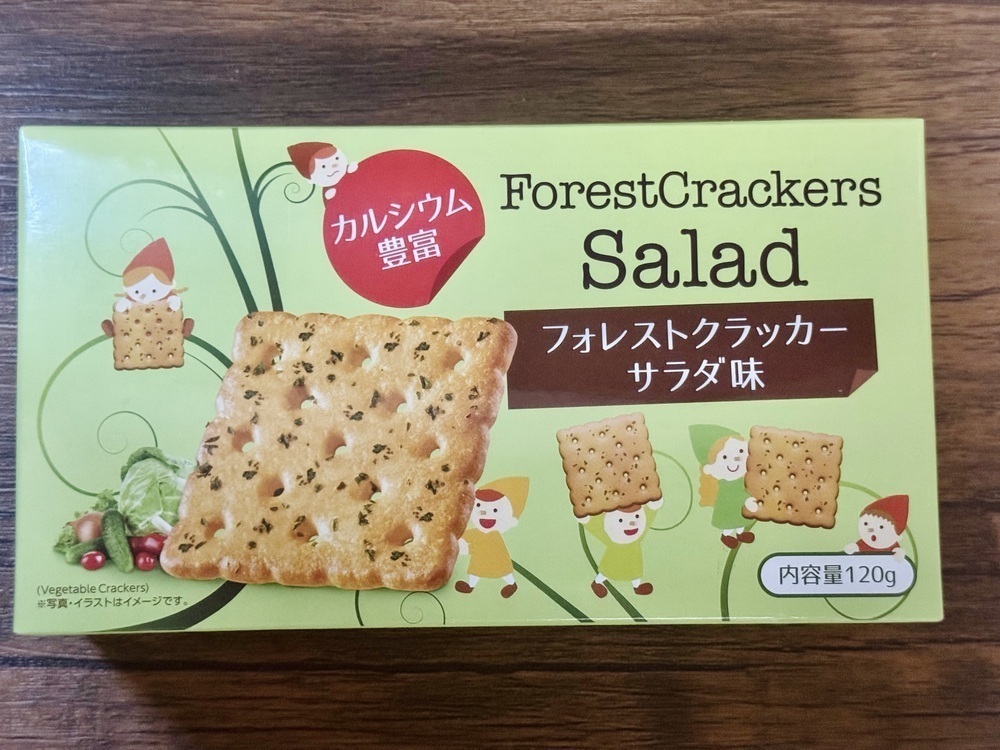 カルシウム
豊富
ForestCrackers
Salad
フォレストクラッカー
サラダ味
内容量120g
(Vegetable Crackers)
※写真・イラストはイメージです。